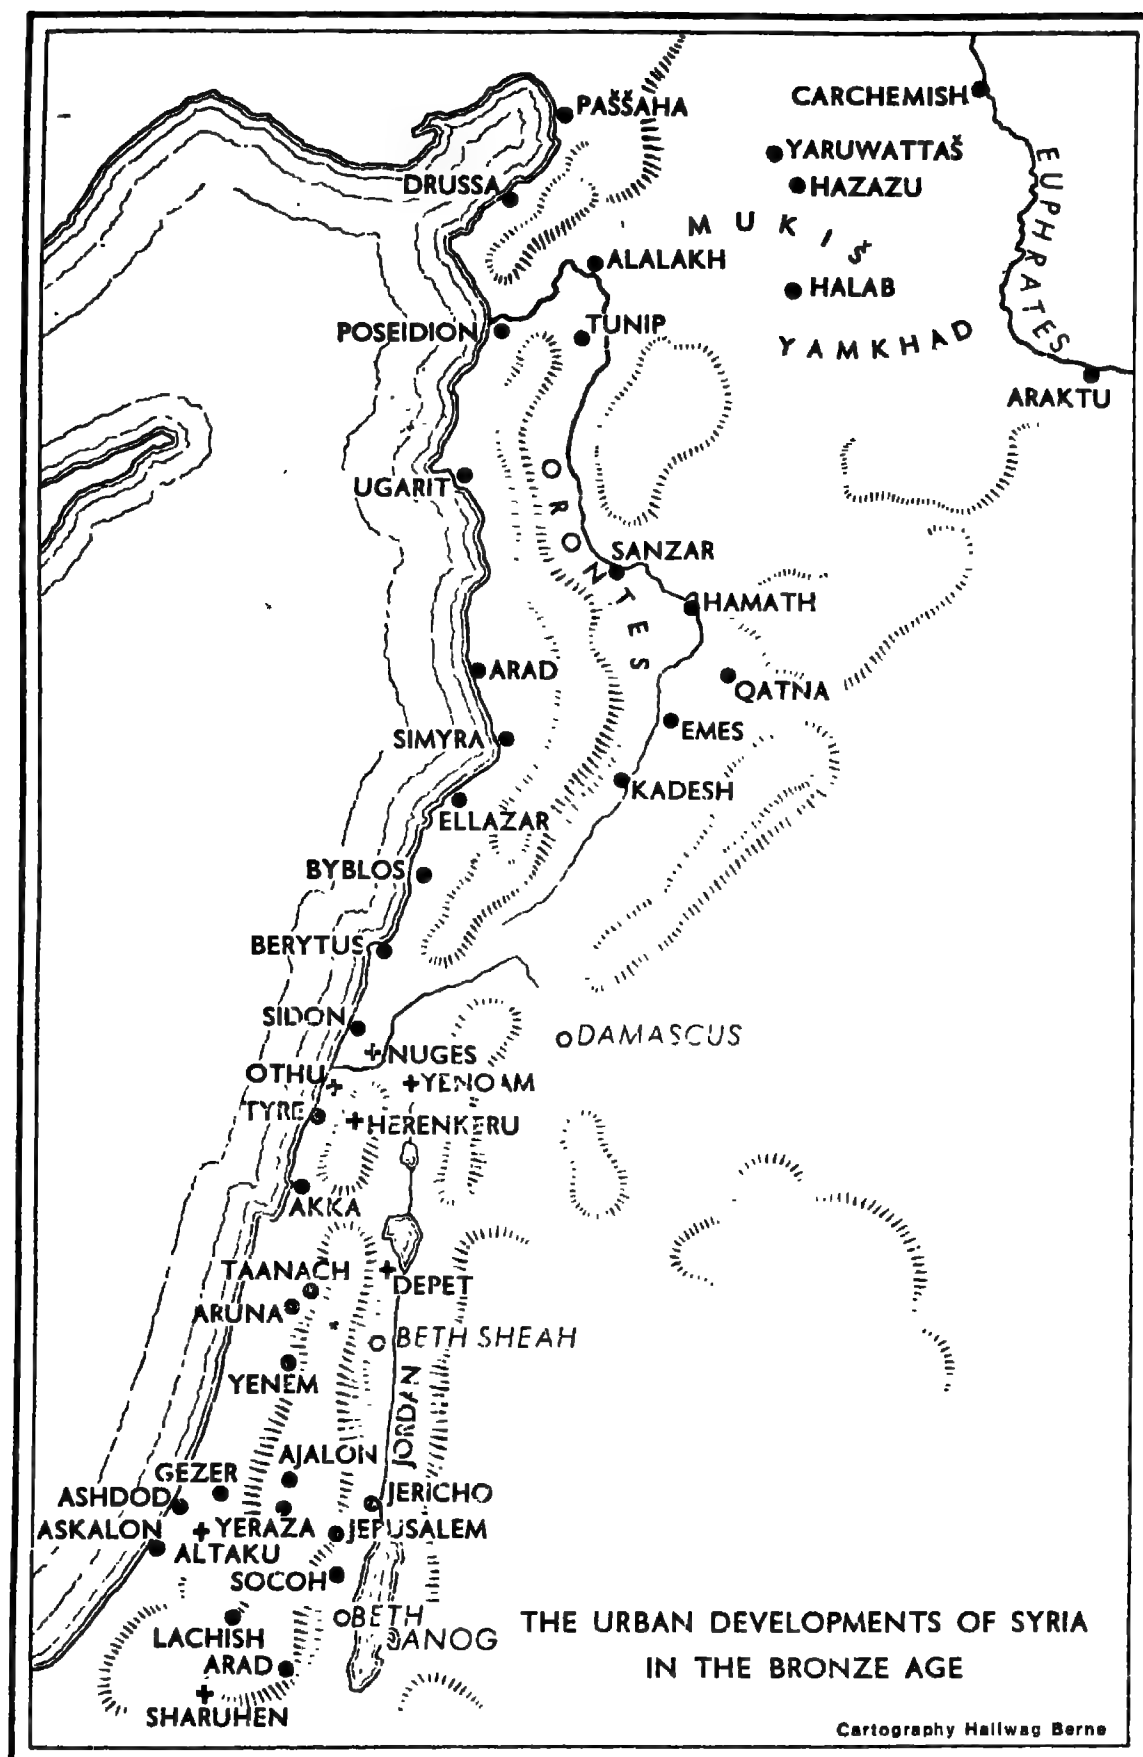 PAŠŠAHA
CARCHEMISH
YARUWATTAŠ
HAZAZU
DRUSSA
EUPHRATES
MUKIŠ
ALALAKH
HALAB
POSEIDION
TUNIP
YAMKHAD
ARAKTU
UGARIT
ORONTES
SANZAR
HAMATH
ARAD
QATNA
SIMYRA
EMES
KADESH
ELLAZAR
BYBLOS
BERYTUS
SIDON
DAMASCUS
NUGES
OTHU
YENOAM
TYRE
HERENKERU
AKKA
TAANACH
DEPET
ARUNA
BETH SHEAH
YENEM
JORDAN
AJALON
GEZER
ASHDOD
JERICHO
ASKALON
YERAZA
JERUSALEM
ALTAKU
SOCOH
BETH
LACHISH
ARAD
SHARUHEN
THE URBAN DEVELOPMENTS OF SYRIA
IN THE BRONZE AGE
Cartography Hallwag Berne